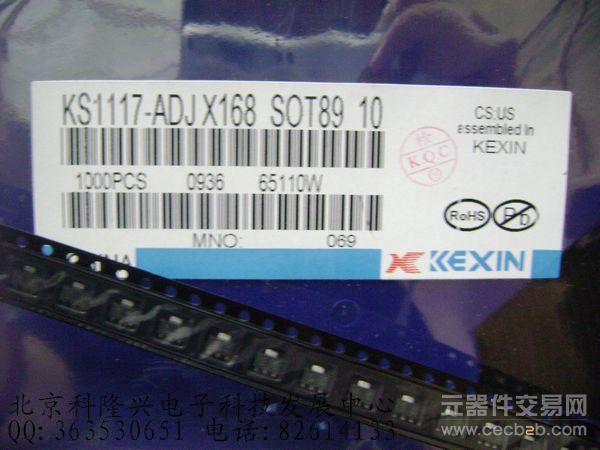 KS1117-ADJ X168 SOT89 10
CS:US
assembled In
KEXIN
检
KQC
1000PCS 0936 65110W
RoHS
Pb
MNO: 069
KEXIN
北京科隆兴电子科技发展中心
QQ:363530651 电话:82614133
元器件交易网
www.cecb2b.com